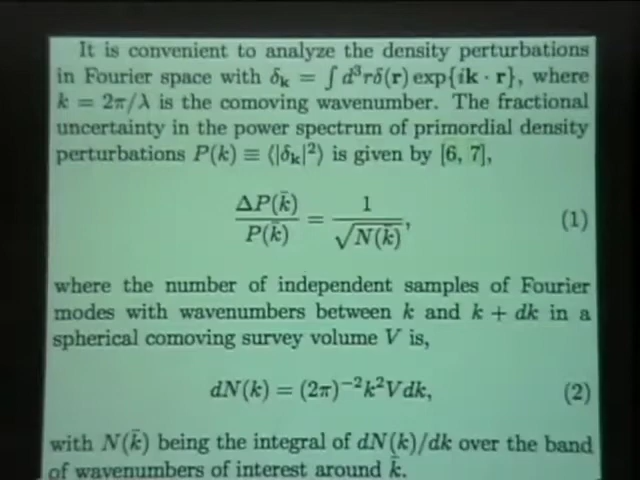 It is convenient to analyze the density perturbations
in Fourier space with δ_k = ∫ d³rδ(r) exp{ik · r}, where
k = 2π/λ is the comoving wavenumber. The fractional
uncertainty in the power spectrum of primordial density
perturbations P(k) ≡ ⟨|δ_k|²⟩ is given by [6, 7],
ΔP(k̄)/P(k̄) = 1/√N(k̄), (1)
where the number of independent samples of Fourier
modes with wavenumbers between k and k + dk in a
spherical comoving survey volume V is,
dN(k) = (2π)⁻²k²Vdk, (2)
with N(k̄) being the integral of dN(k)/dk over the band
of wavenumbers of interest around k̄.